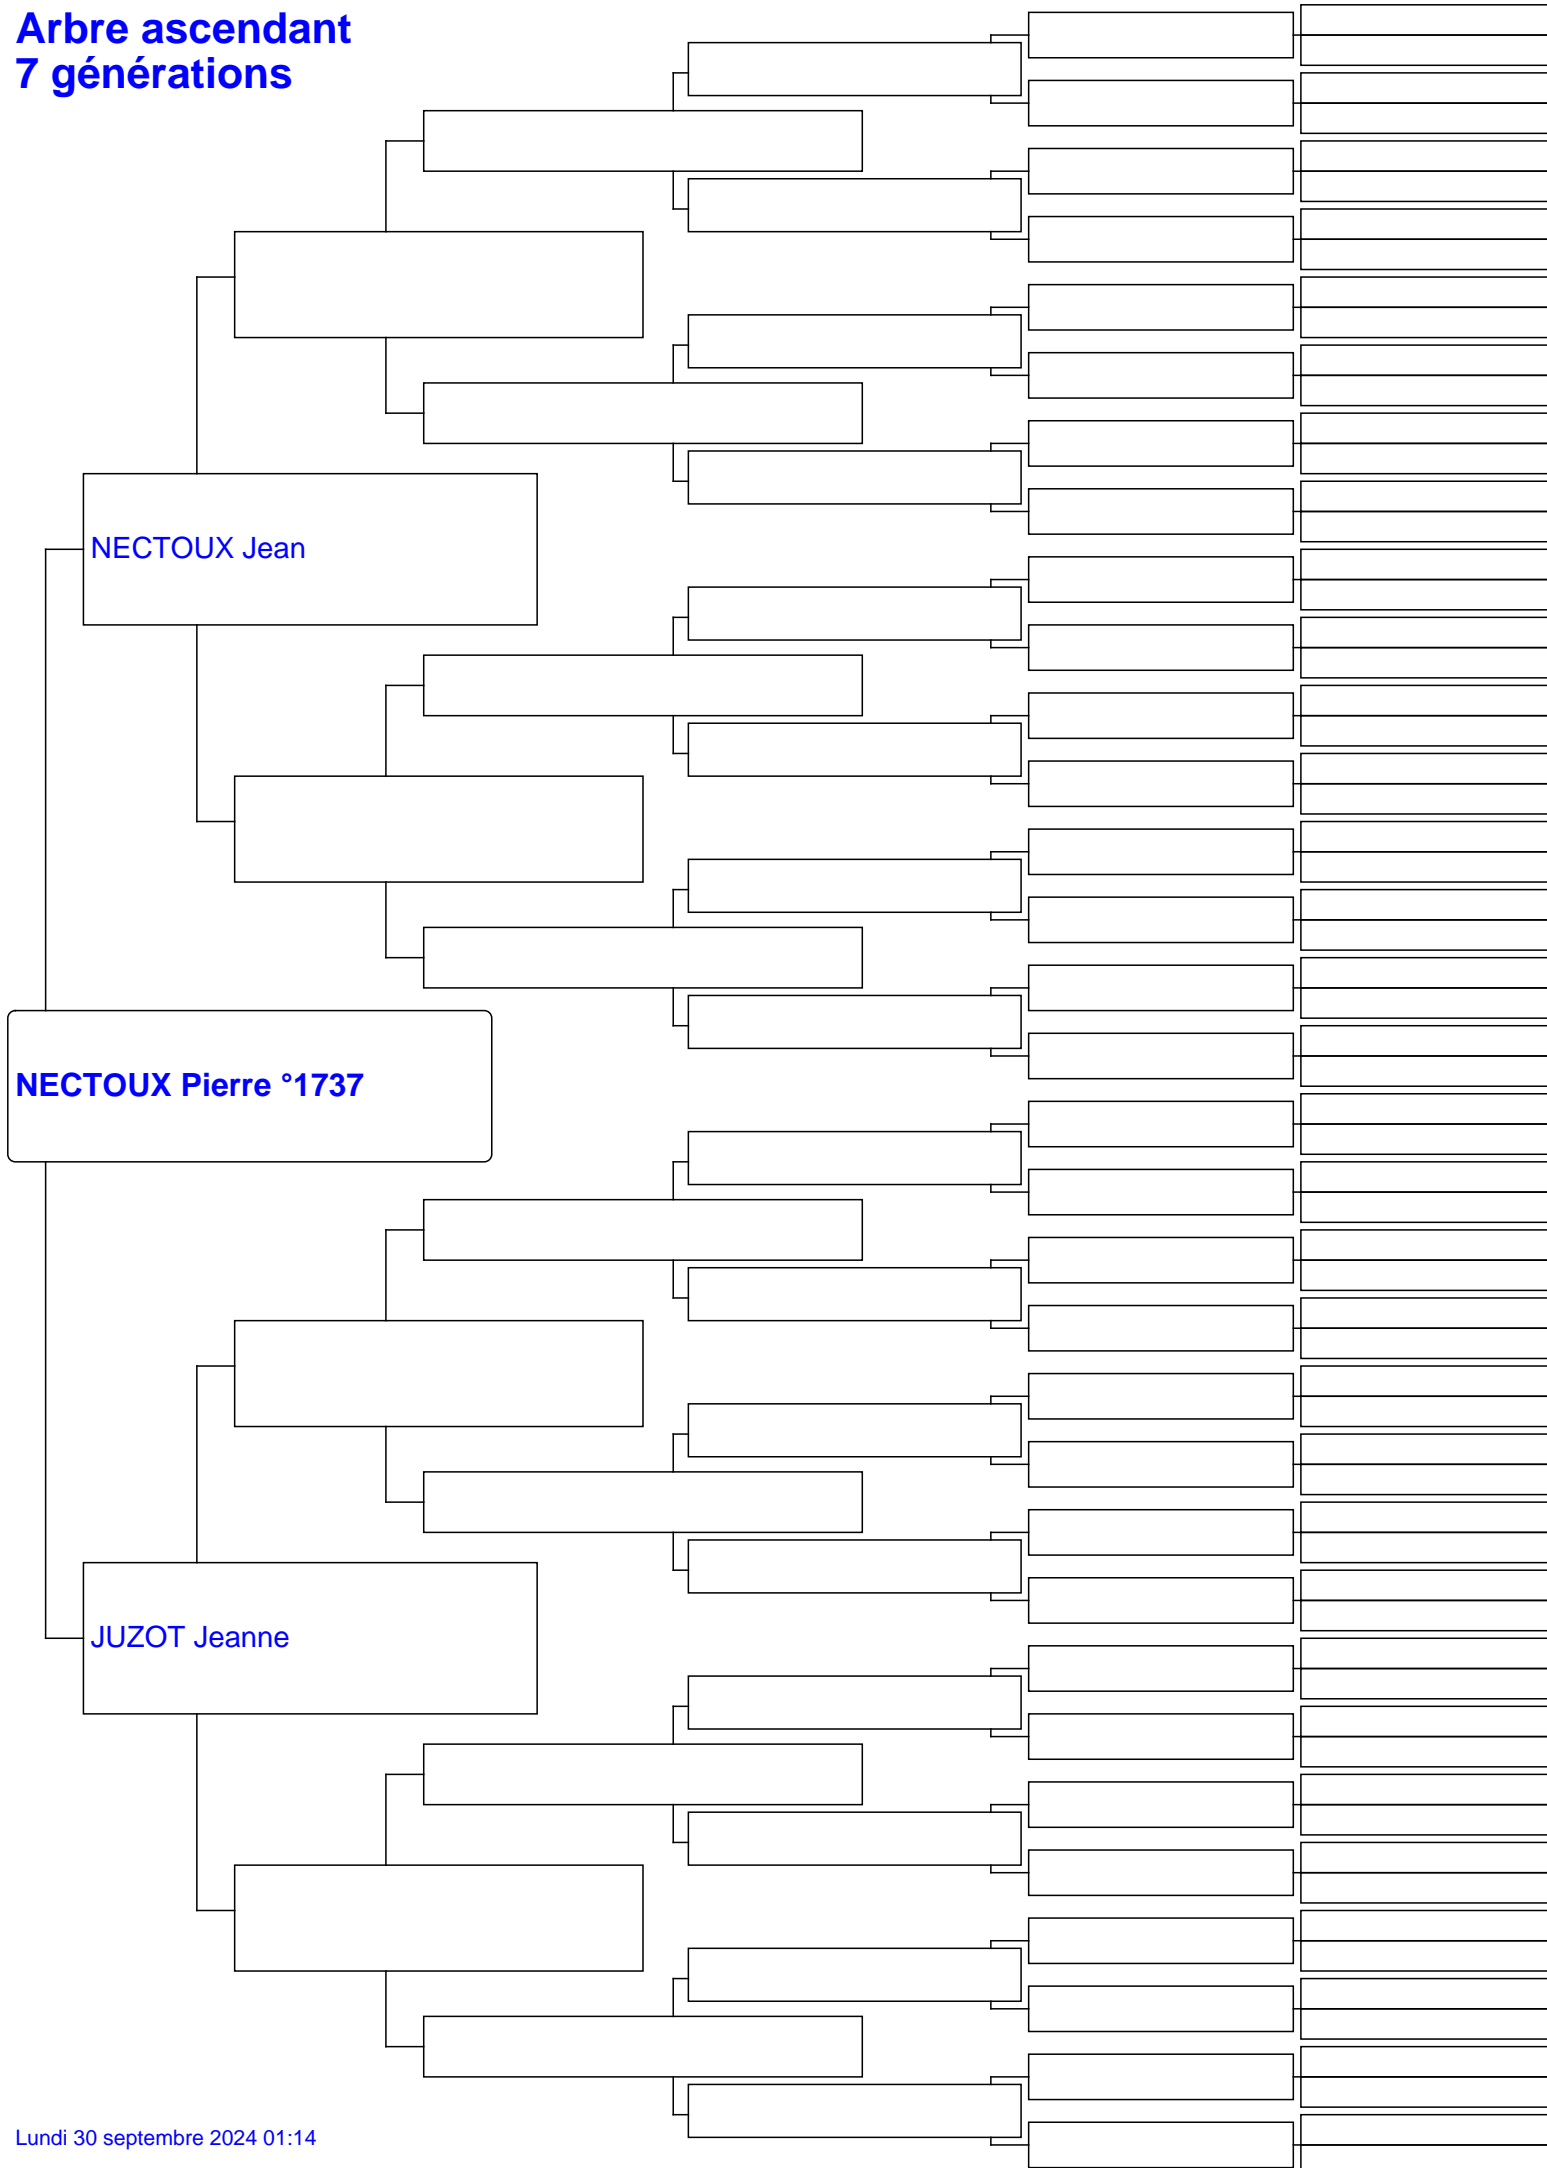 Arbre ascendant
7 générations
NECTOUX Jean
NECTOUX Pierre °1737
JUZOT Jeanne
Lundi 30 septembre 2024 01:14